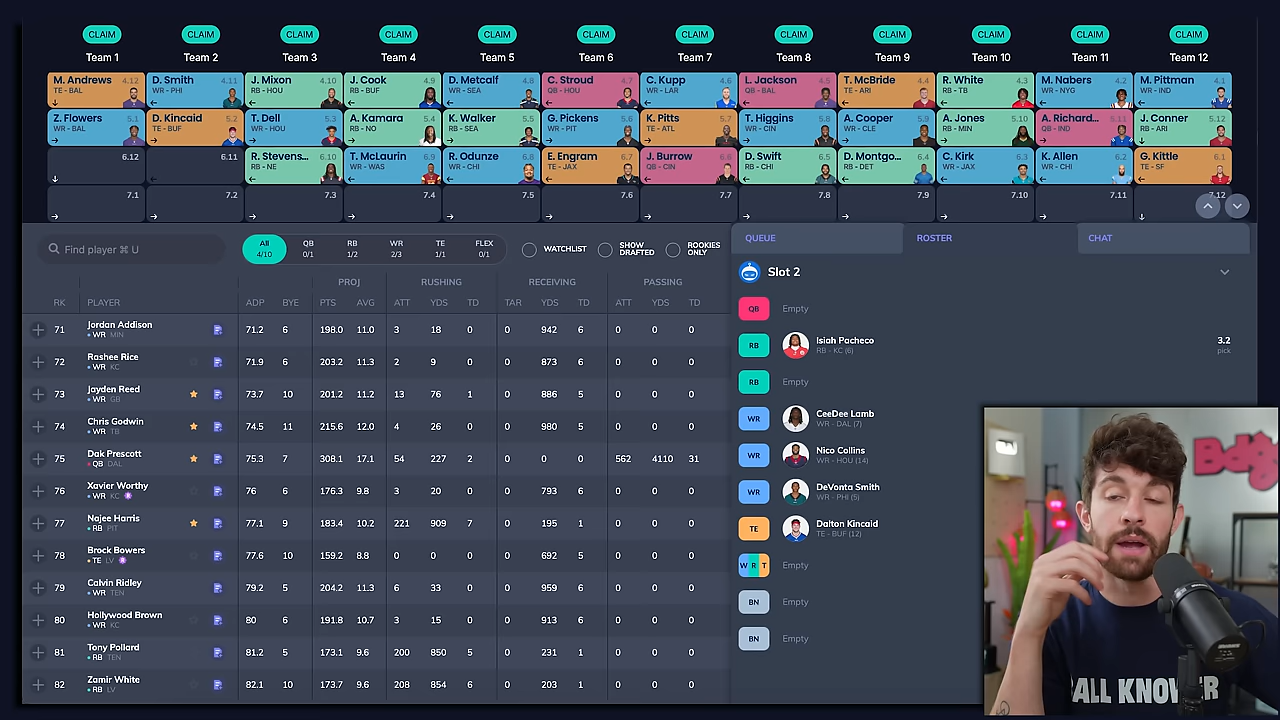 CLAIM CLAIM CLAIM CLAIM CLAIM CLAIM CLAIM CLAIM CLAIM CLAIM CLAIM CLAIM
Team 1 Team 2 Team 3 Team 4 Team 5 Team 6 Team 7 Team 8 Team 9 Team 10 Team 11 Team 12
M. Andrews 4.12 D. Smith 4.11 J. Mixon 4.10 J. Cook 4.9 D. Metcalf 4.8 C. Stroud 4.7 C. Kupp 4.6 L. Jackson 4.5 T. McBride 4.4 R. White 4.3 M. Nabers 4.2 M. Pittman 4.1
TE - BAL WR - PHI RB - HOU RB - BUF WR - SEA QB - HOU WR - LAR QB - BAL TE - ARI RB - TB WR - NYG WR - IND
Z. Flowers 5.1 D. Kincaid 5.2 T. Dell 5.3 A. Kamara 5.4 K. Walker 5.5 G. Pickens 5.6 K. Pitts 5.7 T. Higgins 5.8 A. Cooper 5.9 A. Jones 5.10 A. Richard... 5.11 J. Conner 5.12
WR - BAL TE - BUF WR - HOU RB - NO RB - SEA WR - PIT TE - ATL WR - CIN WR - CLE RB - MIN QB - IND RB - ARI
6.12 6.11 R. Stevens... 6.10 T. McLaurin 6.9 R. Odunze 6.8 E. Engram 6.7 J. Burrow 6.6 D. Swift 6.5 D. Montgo... 6.4 C. Kirk 6.3 K. Allen 6.2 G. Kittle 6.1
RB - NE WR - WAS WR - CHI TE - JAX QB - CIN RB - CHI RB - DET WR - JAX WR - CHI TE - SF
7.1 7.2 7.3 7.4 7.5 7.6 7.7 7.8 7.9 7.10 7.11 7.12
Find player ⌘ U
All QB RB WR TE FLEX
4/10 0/1 1/2 2/3 1/1 0/1
WATCHLIST
SHOW DRAFTED
ROOKIES ONLY
QUEUE ROSTER CHAT
PROJ RUSHING RECEIVING PASSING
RK PLAYER ADP BYE PTS AVG ATT YDS TD TAR YDS TD ATT YDS TD
71 Jordan Addison 71.2 6 198.0 11.0 3 18 0 0 942 6 0 0 0
WR MIN
72 Rashee Rice 71.9 6 203.2 11.3 2 9 0 0 873 6 0 0 0
WR KC
73 Jayden Reed 73.7 10 201.2 11.2 13 76 1 0 886 5 0 0 0
WR GB
74 Chris Godwin 74.5 11 215.6 12.0 4 26 0 0 980 5 0 0 0
WR TB
75 Dak Prescott 75.3 7 308.1 17.1 54 227 2 0 0 0 562 4110 31
QB DAL
76 Xavier Worthy 76 6 176.3 9.8 3 20 0 0 793 6 0 0 0
WR KC
77 Najee Harris 77.1 9 183.4 10.2 221 909 7 0 195 1 0 0 0
RB PIT
78 Brock Bowers 77.6 10 159.2 8.8 0 0 0 0 692 5 0 0 0
TE LV
79 Calvin Ridley 79.2 5 204.2 11.3 6 33 0 0 959 6 0 0 0
WR TEN
80 Hollywood Brown 80 6 191.8 10.7 3 15 0 0 913 6 0 0 0
WR KC
81 Tony Pollard 81.2 5 173.1 9.6 200 850 5 0 231 1 0 0 0
RB TEN
82 Zamir White 82.1 10 173.7 9.6 208 854 6 0 203 1 0 0 0
RB LV
Slot 2
QB Empty
RB Isiah Pacheco 3.2
RB - KC (6) pick
RB Empty
WR CeeDee Lamb
WR - DAL (7)
WR Nico Collins
WR - HOU (14)
WR DeVonta Smith
WR - PHI (5)
TE Dalton Kincaid
TE - BUF (12)
W R T Empty
BN Empty
BN Empty